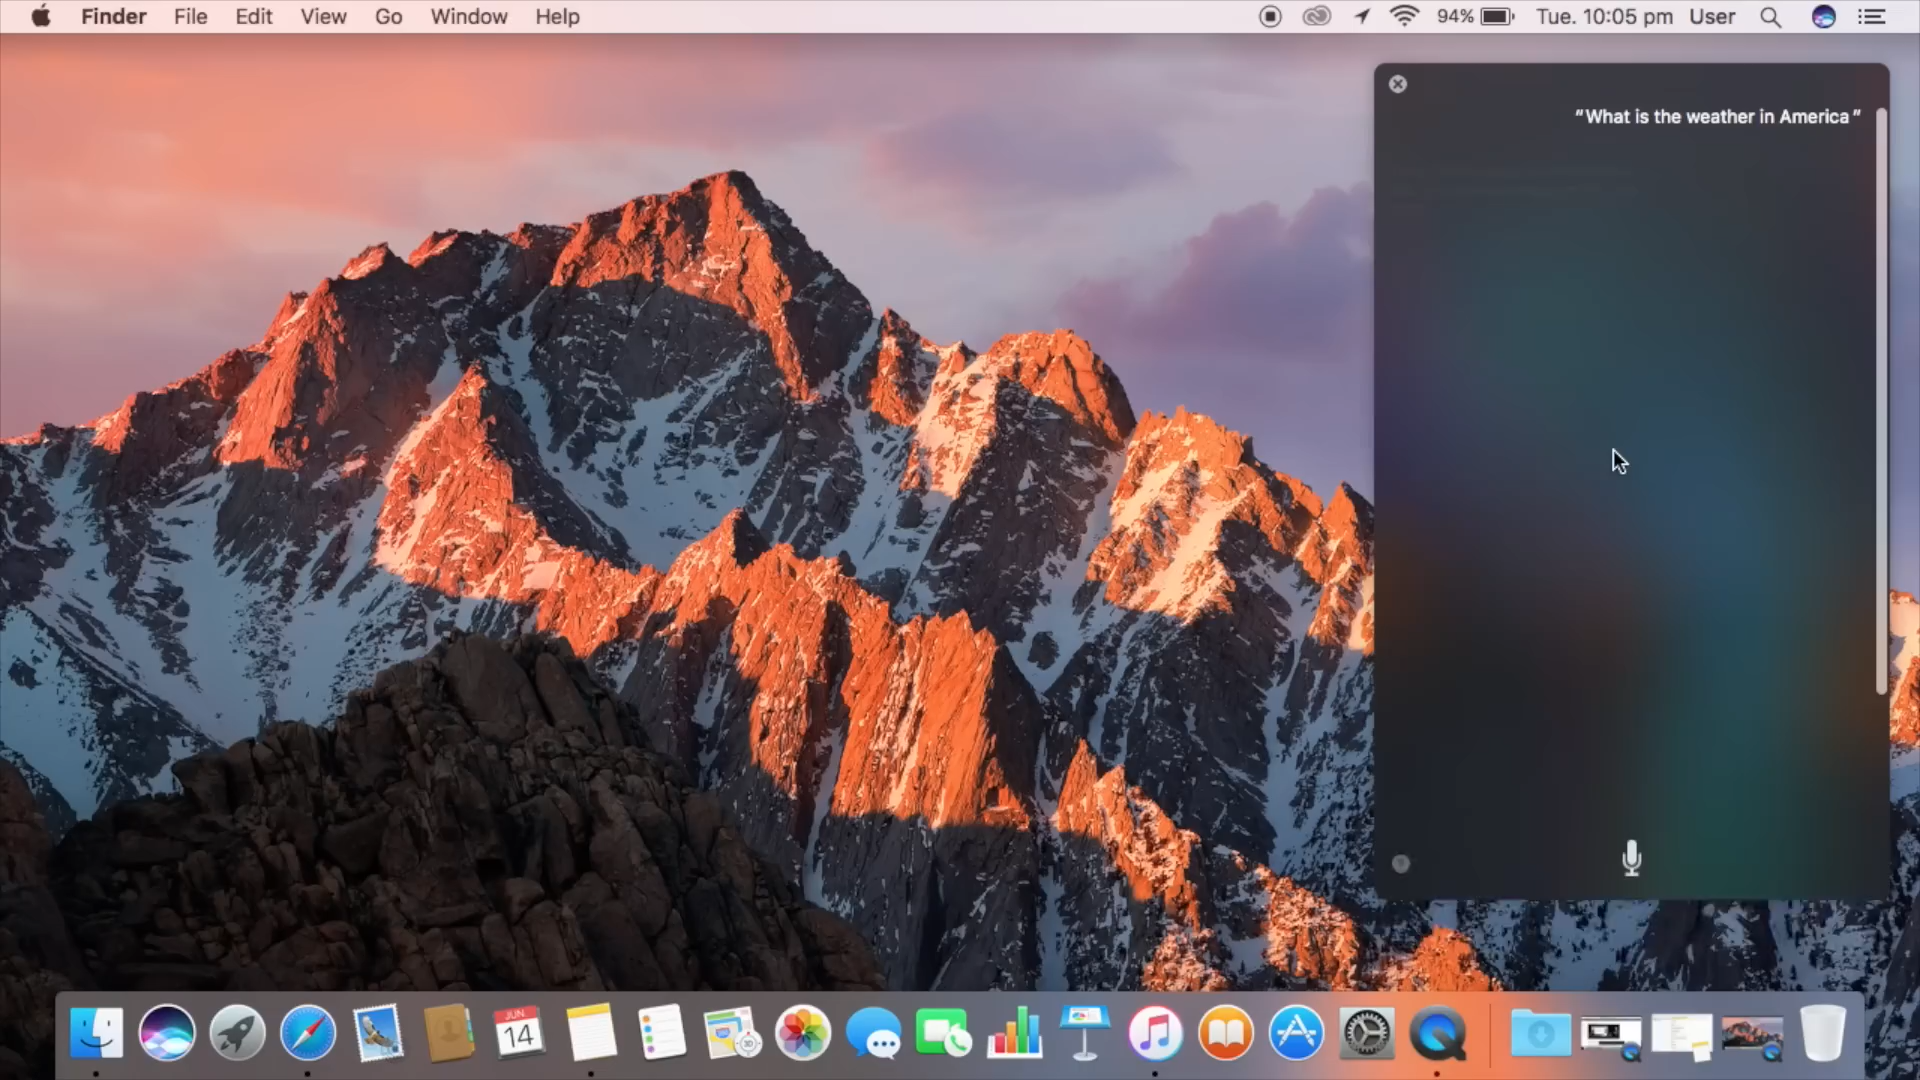 Finder File Edit View Go Window Help 94% Tue. 10:05 pm User
“What is the weather in America”
JUN
14